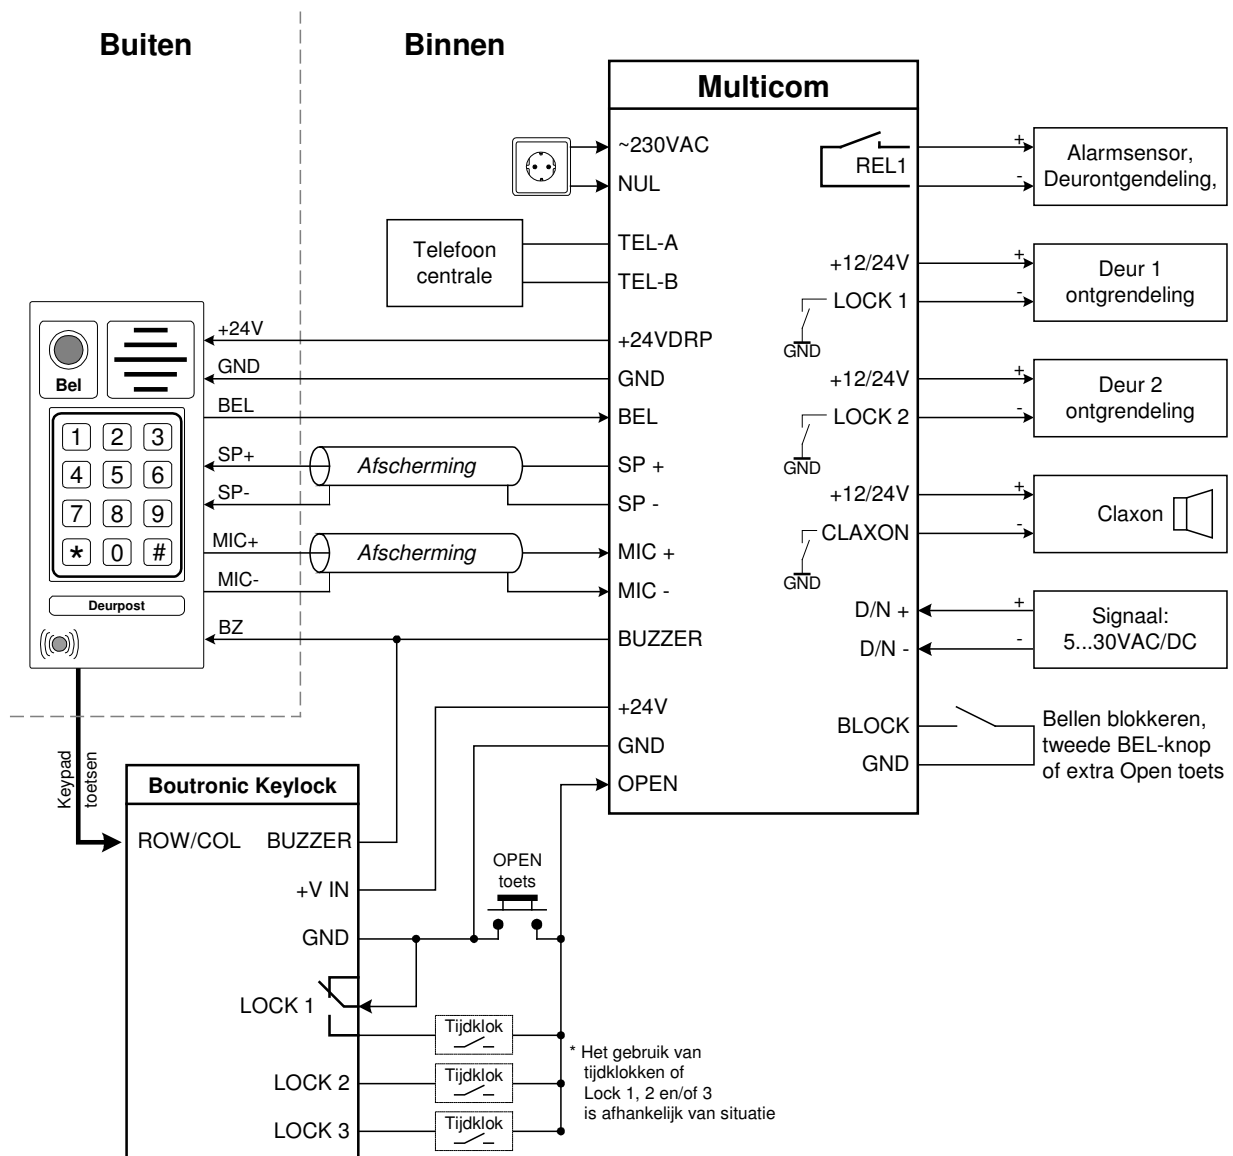 Buiten
Binnen
Multicom
~230VAC
NUL
TEL-A
TEL-B
+24VDRP
GND
BEL
SP +
SP -
MIC +
MIC -
BUZZER
+24V
GND
OPEN
REL1
+12/24V
LOCK 1
GND
+12/24V
LOCK 2
GND
+12/24V
CLAXON
GND
D/N +
D/N -
BLOCK
GND
+
-
Alarmsensor,
Deurontgendeling,
+
-
Deur 1
ontgrendeling
+
-
Deur 2
ontgrendeling
+
-
Claxon
+
-
Signaal:
5...30VAC/DC
Bellen blokkeren,
tweede BEL-knop
of extra Open toets
Telefoon
centrale
+24V
GND
BEL
SP+
SP-
MIC+
MIC-
BZ
Afscherming
Afscherming
Bel
1 2 3
4 5 6
7 8 9
* 0 #
Deurpost
Keypad
toetsen
Boutronic Keylock
ROW/COL
BUZZER
+V IN
GND
LOCK 1
LOCK 2
LOCK 3
OPEN
toets
Tijdklok
Tijdklok
Tijdklok
* Het gebruik van
tijdklokken of
Lock 1, 2 en/of 3
is afhankelijk van situatie